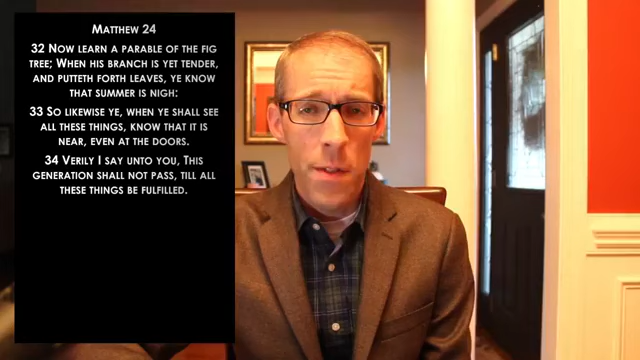 Matthew 24
32 Now learn a parable of the fig
tree; When his branch is yet tender,
and putteth forth leaves, ye know
that summer is nigh:
33 So likewise ye, when ye shall see
all these things, know that it is
near, even at the doors.
34 Verily I say unto you, This
generation shall not pass, till all
these things be fulfilled.